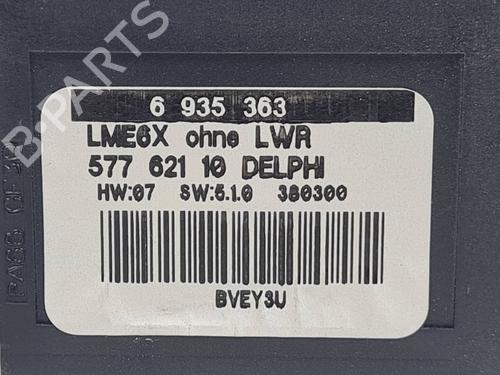 B-PARTS
6 935 363
LME6X ohne LWR
577 621 10 DELPHI
HW:07 SW:5.1.0 380300
BVEY3U